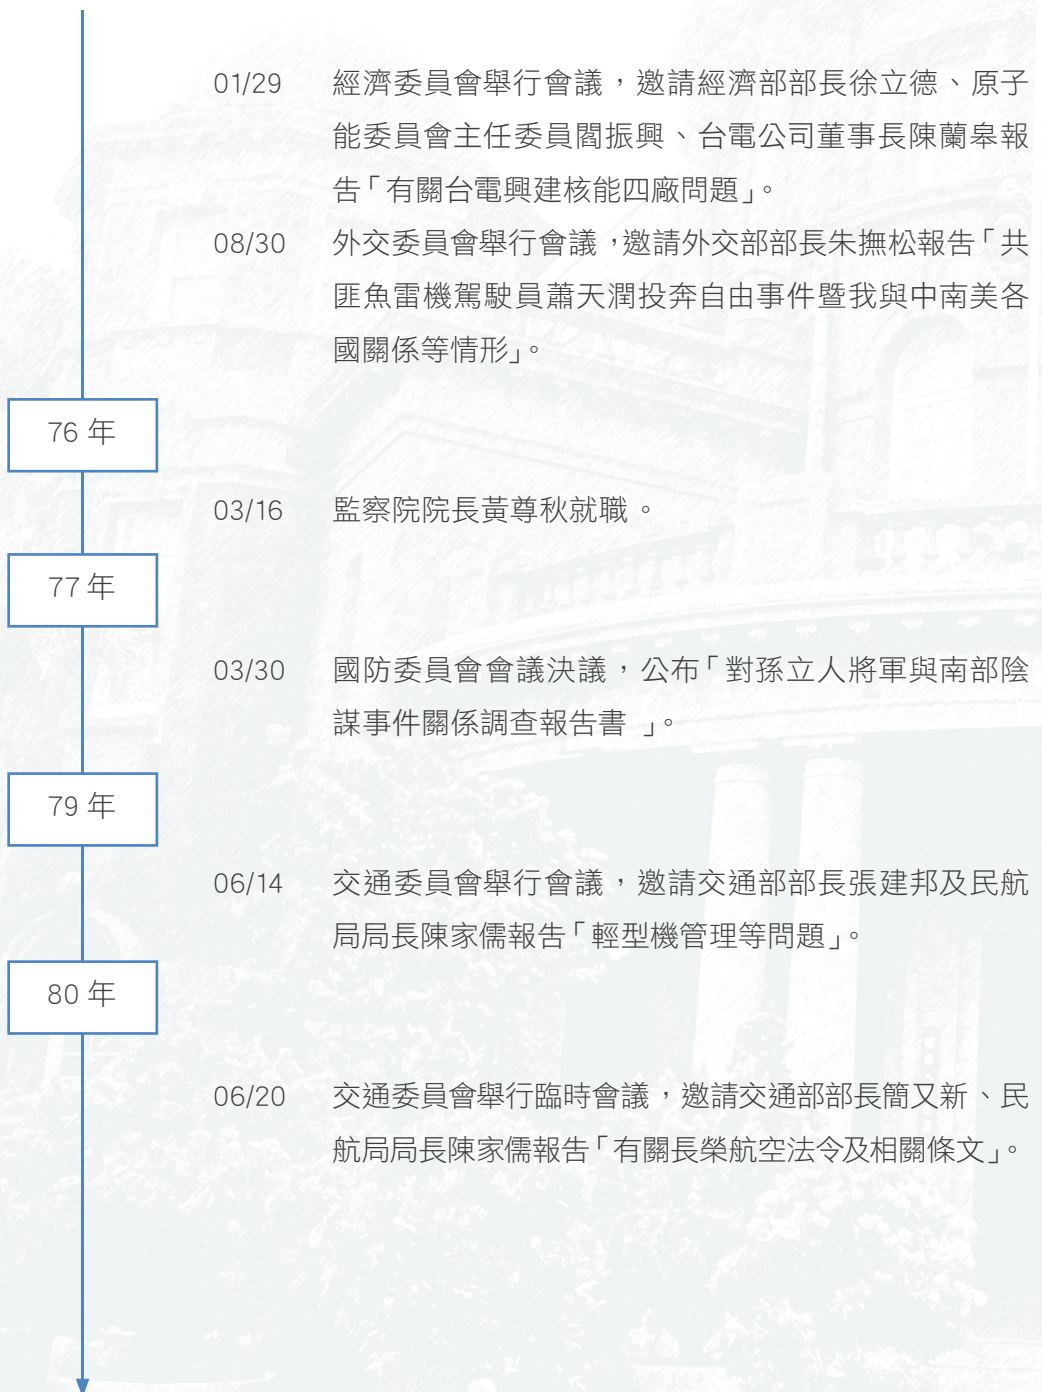 01/29 經濟委員會舉行會議，邀請經濟部部長徐立德、原子
能委員會主任委員閻振興、台電公司董事長陳蘭皋報
告「有關台電興建核能四廠問題」。
08/30 外交委員會舉行會議，邀請外交部部長朱撫松報告「共
匪魚雷機駕駛員蕭天潤投奔自由事件暨我與中南美各
國關係等情形」。
76 年
03/16 監察院院長黃尊秋就職。
77 年
03/30 國防委員會會議決議，公布「對孫立人將軍與南部陰
謀事件關係調查報告書 」。
79 年
06/14 交通委員會舉行會議，邀請交通部部長張建邦及民航
局局長陳家儒報告「輕型機管理等問題」。
80 年
06/20 交通委員會舉行臨時會議，邀請交通部部長簡又新、民
航局局長陳家儒報告「有關長榮航空法令及相關條文」。